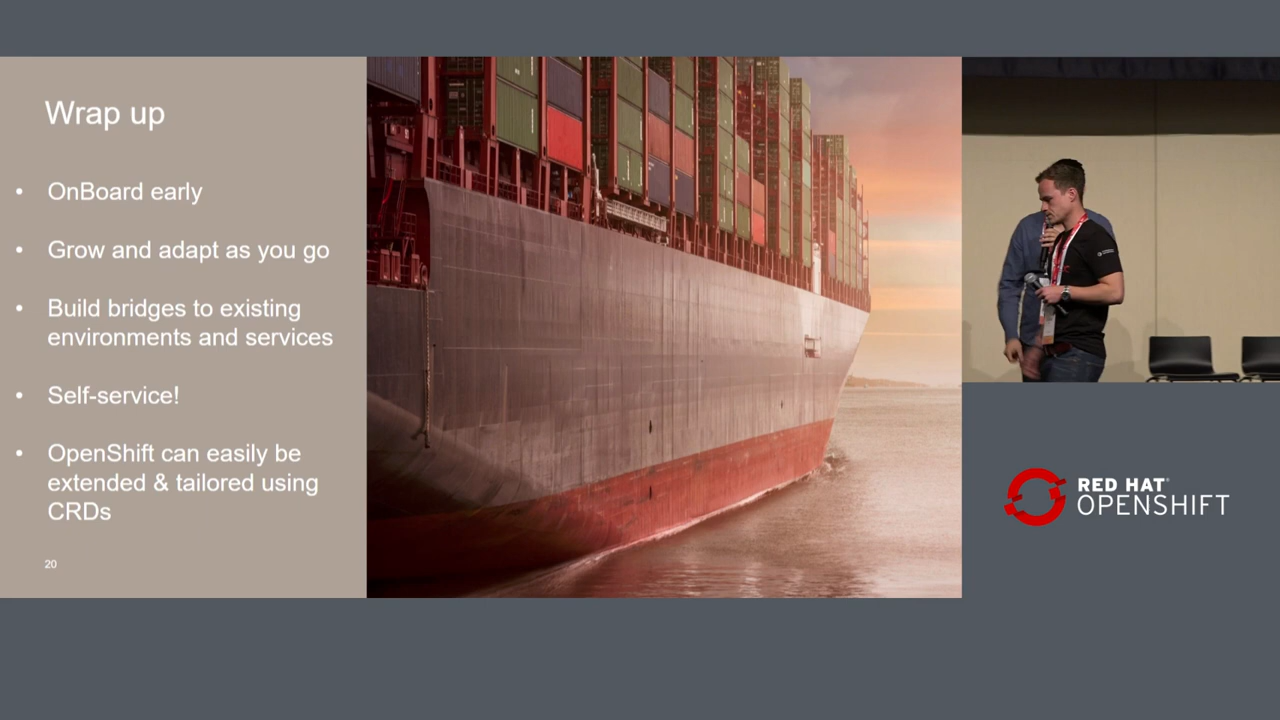 Wrap up
• OnBoard early
• Grow and adapt as you go
• Build bridges to existing
environments and services
• Self-service!
• OpenShift can easily be
extended & tailored using
CRDs
20
RED HAT®
OPENSHIFT